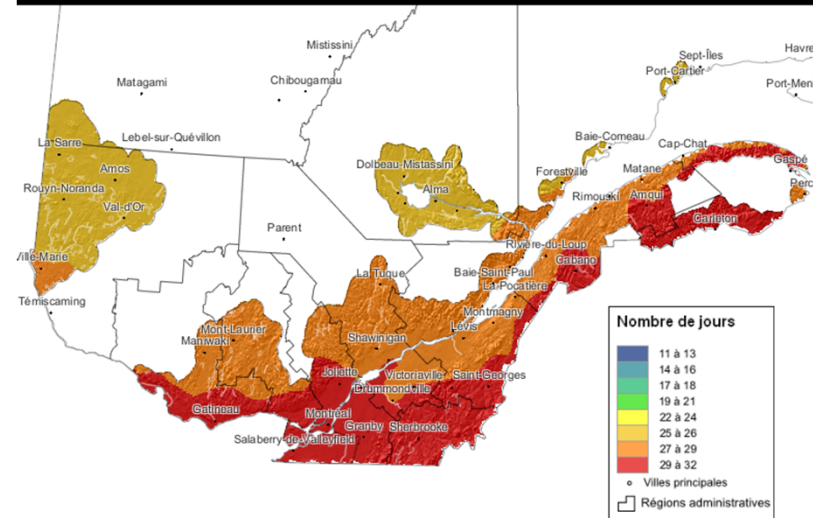 Mistissini
Sept-Îles
Havre
Matagami
Chibougamau
Port-Cartier
Port-Men
La Sarre
Lebel-sur-Quévillon
Baie-Comeau
Cap-Chat
Amos
Dolbeau-Mistassini
Forestville
Matane
Gaspé
Rouyn-Noranda
Alma
Rimouski
Amqui
Perc
Val-d'Or
Carleton
Parent
Ville-Marie
Rivière-du-Loup
La Tuque
Baie-Saint-Paul
Cabano
La Pocatière
Témiscaming
Montmagny
Mont-Laurier
Lévis
Maniwaki
Shawinigan
Joliette
Victoriaville
Saint-Georges
Drummondville
Gatineau
Montréal
Granby
Sherbrooke
Salaberry-de-Valleyfield
Nombre de jours
11 à 13
14 à 16
17 à 18
19 à 21
22 à 24
25 à 26
27 à 29
29 à 32
Villes principales
Régions administratives